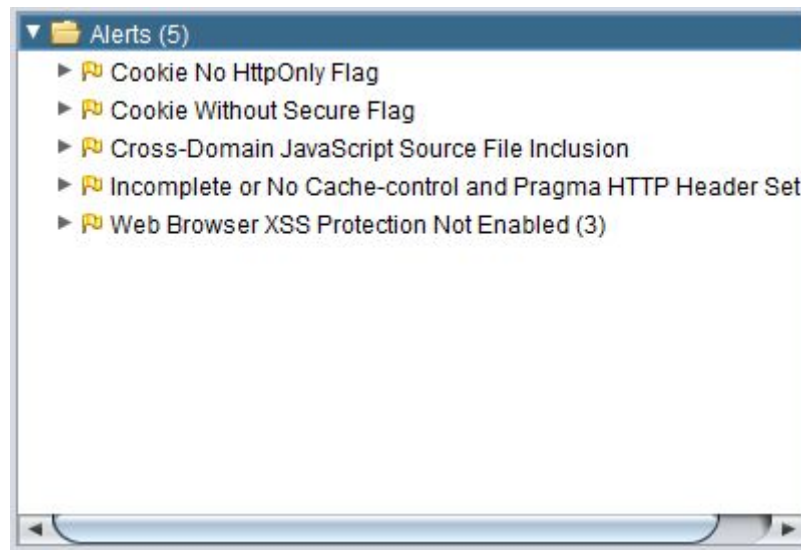 Alerts (5)
Cookie No HttpOnly Flag
Cookie Without Secure Flag
Cross-Domain JavaScript Source File Inclusion
Incomplete or No Cache-control and Pragma HTTP Header Set
Web Browser XSS Protection Not Enabled (3)